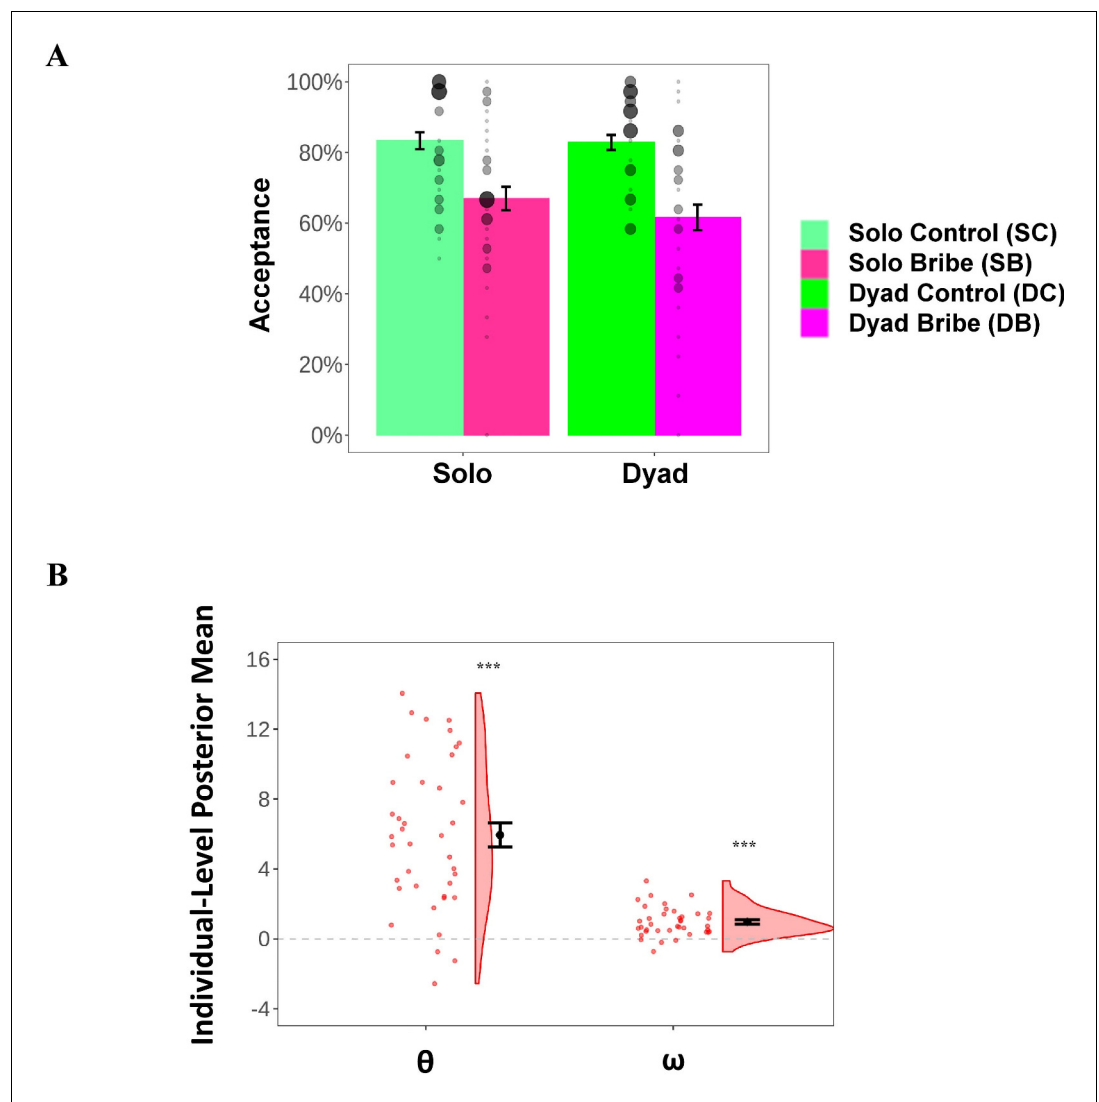 A
100%
80%
60%
40%
20%
0%
Acceptance
Solo
Dyad
Solo Control (SC)
Solo Bribe (SB)
Dyad Control (DC)
Dyad Bribe (DB)
B
Individual-Level Posterior Mean
16
12
8
4
0
-4
***
***
θ
ω